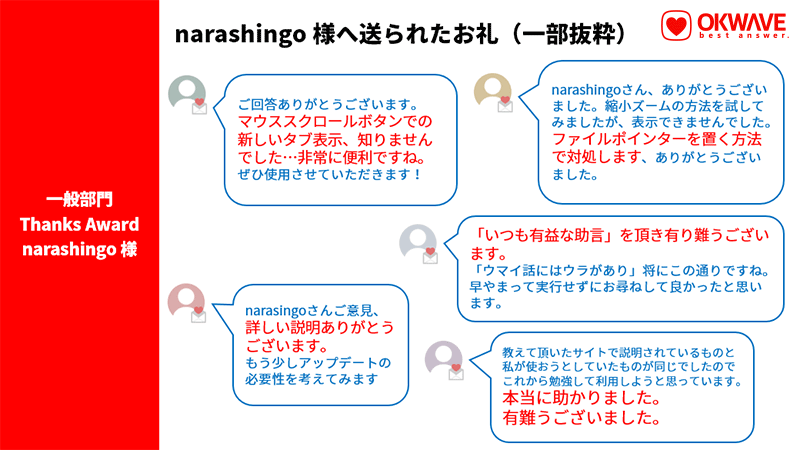 narashingo 様へ送られたお礼（一部抜粋）
OKWAVE
best answer.
一般部門
Thanks Award
narashingo 様
ご回答ありがとうございます。
マウススクロールボタンでの
新しいタブ表示、知りません
でした…非常に便利ですね。
ぜひ使用させていただきます！
narashingoさん、ありがとうござい
ました。縮小ズームの方法を試して
みましたが、表示できませんでした。
ファイルポインターを置く方法
で対処します、ありがとうござい
ました。
「いつも有益な助言」を頂き有り難うござい
ます。
「ウマイ話にはウラがあり」将にこの通りですね。
早やまって実行せずにお尋ねして良かったと思い
ます。
narasingoさんご意見、
詳しい説明ありがとう
ございます。
もう少しアップデートの
必要性を考えてみます
教えて頂いたサイトで説明されているものと
私が使おうとしていたものが同じでしたので
これから勉強して利用しようと思っています。
本当に助かりました。
有難うございました。